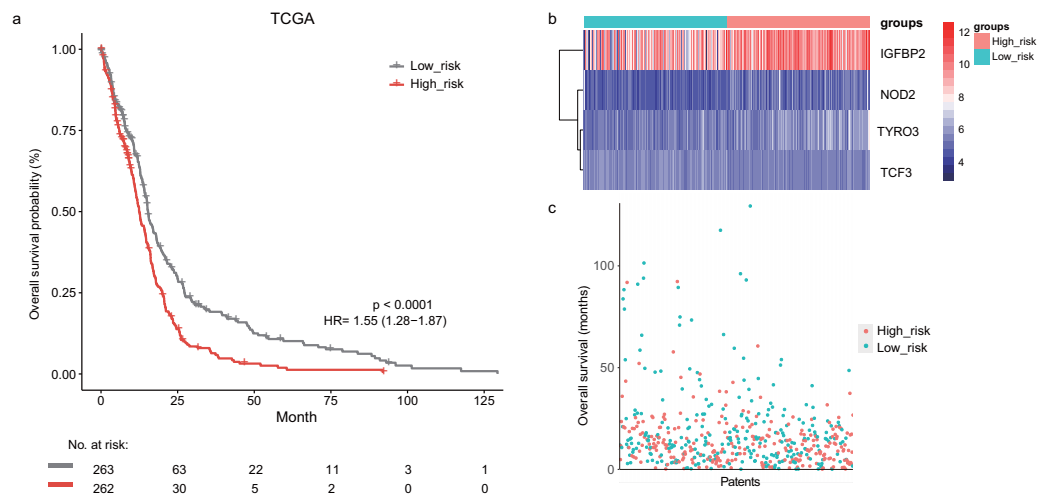 a
TCGA
Overall survival probability (%)
1.00
0.75
0.50
0.25
0.00
Low_risk
High_risk
p < 0.0001
HR= 1.55 (1.28−1.87)
0 25 50 75 100 125
Month
No. at risk:
263 63 22 11 3 1
262 30 5 2 0 0
b
groups
IGFBP2
NOD2
TYRO3
TCF3
12
10
8
6
4
groups
High_risk
Low_risk
c
Overall survival (months)
100
50
0
Patents
High_risk
Low_risk